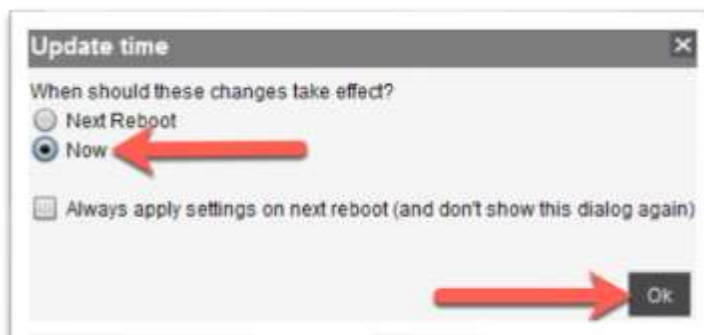 Update time
When should these changes take effect?
Next Reboot
Now
Always apply settings on next reboot (and don't show this dialog again)
Ok